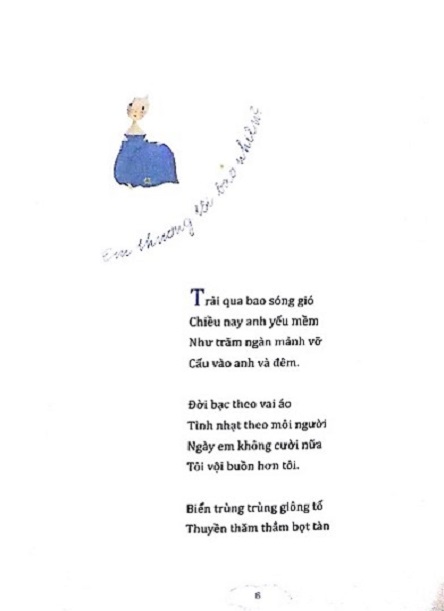 Em thương tôi bao nhiêu?
Trải qua bao sóng gió
Chiều nay anh yếu mềm
Như trăm ngàn mảnh vỡ
Cấu vào anh và đêm.
Đời bạc theo vai áo
Tình nhạt theo môi người
Ngày em không cười nữa
Tôi vội buồn hơn tôi.
Biển trùng trùng giông tố
Thuyền thăm thẳm bọt tàn